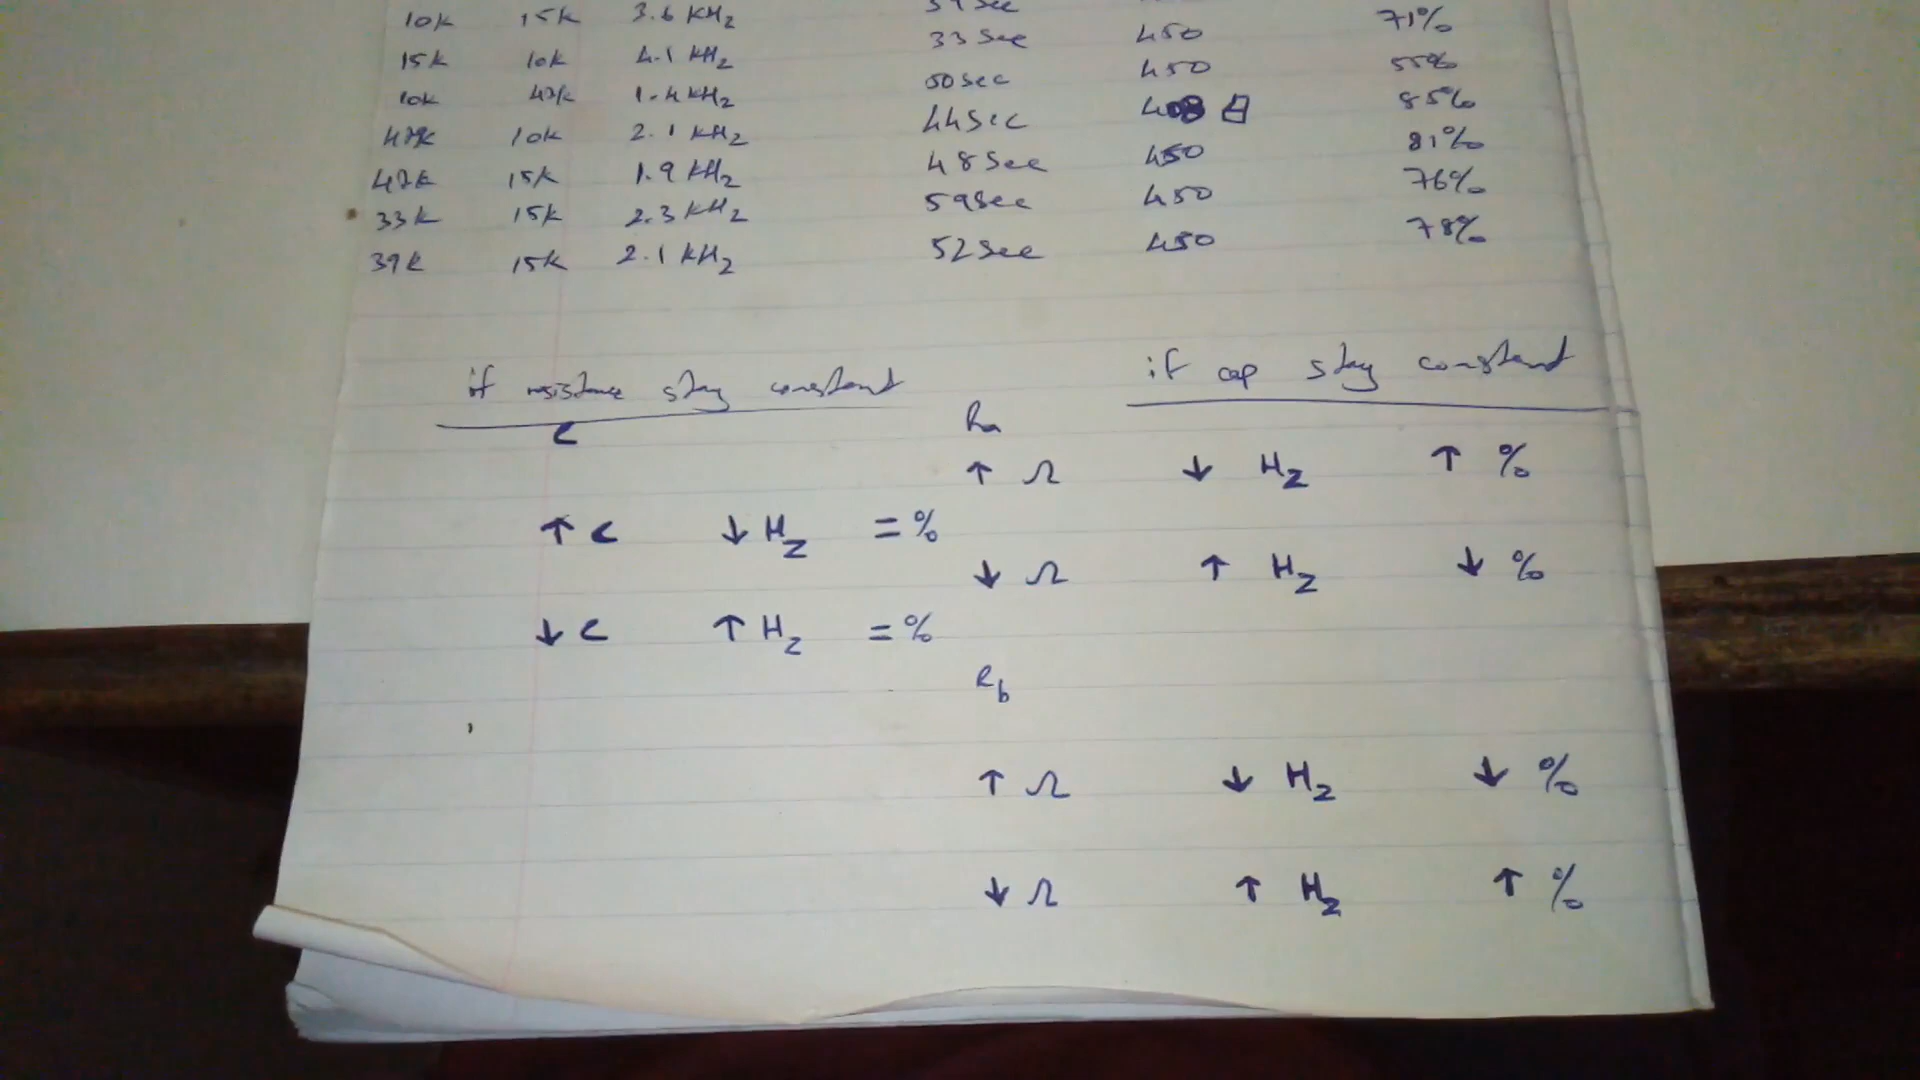 10k 15k 3.6 KHz
15k 10k 4.1 KHz 33 Sec 450 71%
10k 47k 1.4 KHz 50 Sec 450 55%
47k 10k 2.1 KHz 44 Sec 85%
47k 15k 1.9 KHz 48 Sec 450 81%
33k 15k 2.3 KHz 59 Sec 450 76%
39k 15k 2.1 KHz 52 Sec 450 78%
if resistance stay constant
C
↑ C ↓ Hz = %
↓ C ↑ Hz = %
if cap stay constant
Ra
↑ Ω ↓ Hz ↑ %
↓ Ω ↑ Hz ↓ %
Rb
↑ Ω ↓ Hz ↓ %
↓ Ω ↑ Hz ↑ %